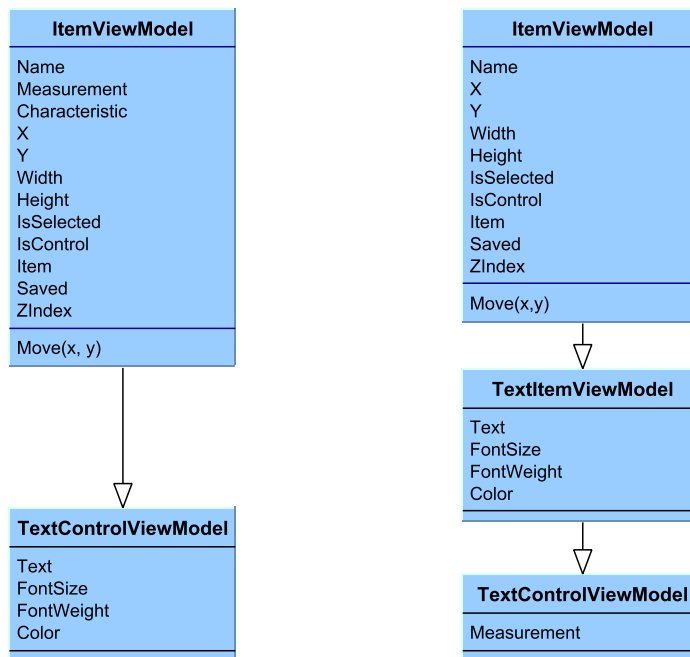 ItemViewModel
Name
Measurement
Characteristic
X
Y
Width
Height
IsSelected
IsControl
Item
Saved
ZIndex
Move(x, y)
TextControlViewModel
Text
FontSize
FontWeight
Color
ItemViewModel
Name
X
Y
Width
Height
IsSelected
IsControl
Item
Saved
ZIndex
Move(x,y)
TextItemViewModel
Text
FontSize
FontWeight
Color
TextControlViewModel
Measurement